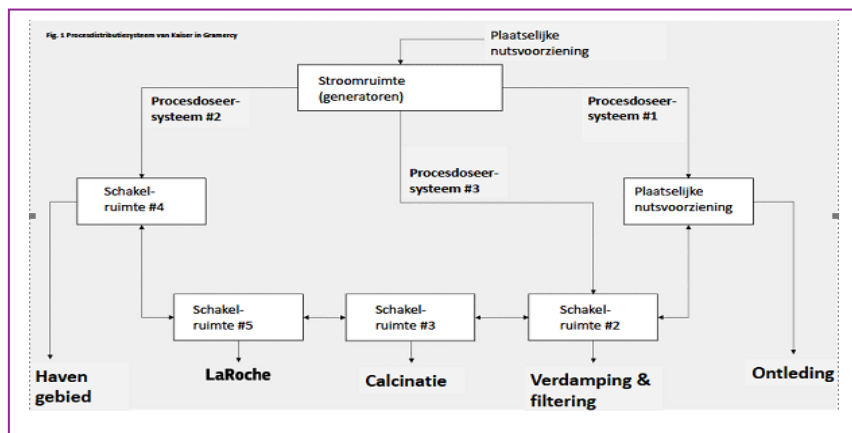 Fig. 1 Procesdistributiesysteem van Kaiser in Gramercy
Plaatselijke
nutsvoorziening
Stroomruimte
(generatoren)
Procesdoseer-
systeem #2
Procesdoseer-
systeem #1
Procesdoseer-
systeem #3
Schakel-
ruimte #4
Plaatselijke
nutsvoorziening
Schakel-
ruimte #5
Schakel-
ruimte #3
Schakel-
ruimte #2
Haven
gebied
LaRoche
Calcinatie
Verdamping &
filtering
Ontleding